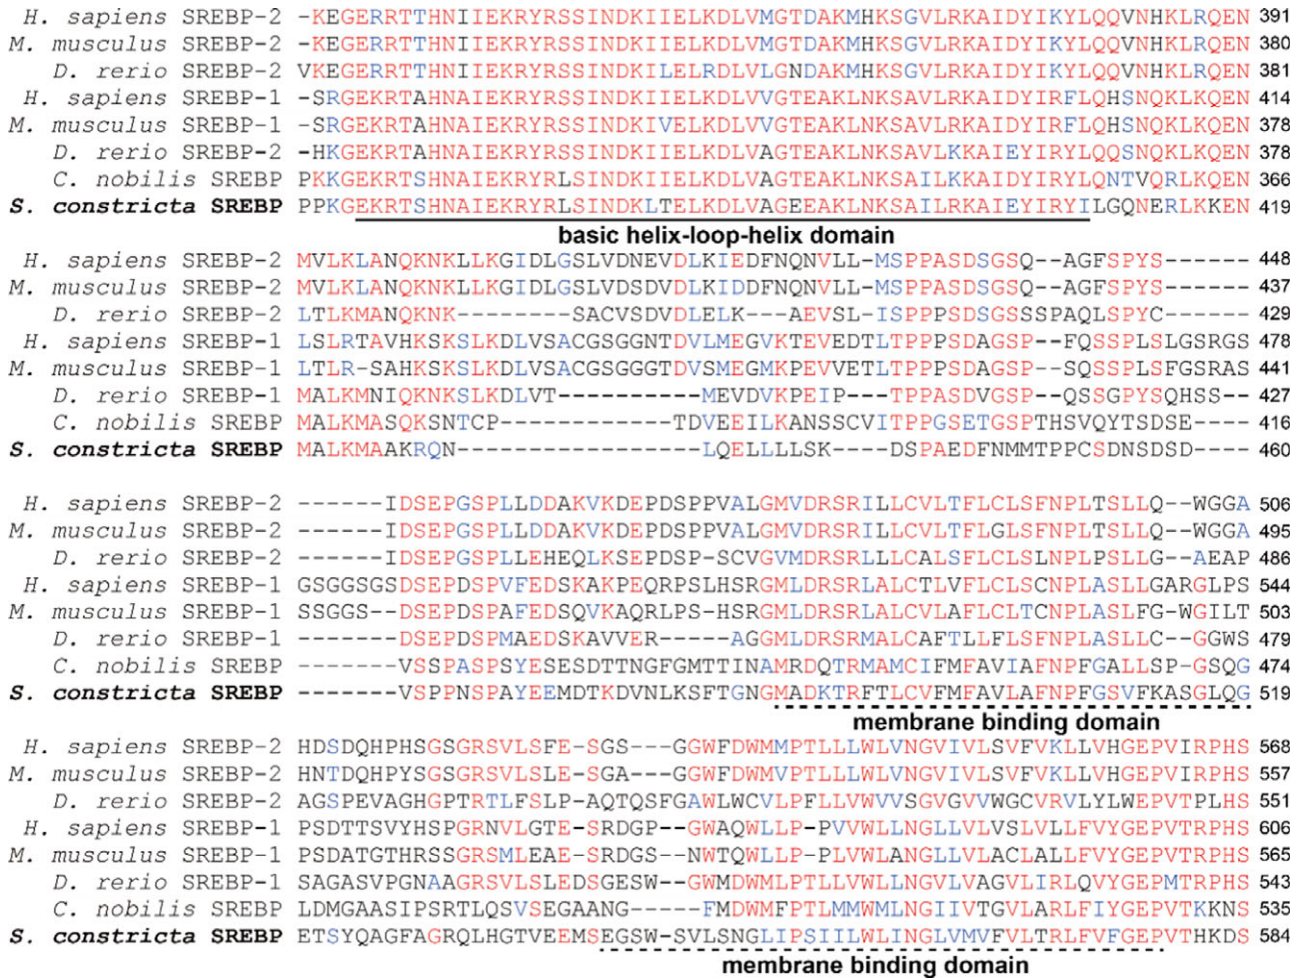 H. sapiens SREBP-2 -KEGERRTTHNIIEKRYRSSINDKIIELKDLVMGTDAKMHKSGVLRKAIDYIKYLQQVNHKLRQEN 391
M. musculus SREBP-2 -KEGERRTTHNIIEKRYRSSINDKIIELKDLVMGTDAKMHKSGVLRKAIDYIKYLQQVNHKLRQEN 380
D. rerio SREBP-2 VKEGERRTTHNIIEKRYRSSINDKILELRDLVLGNDAKMHKSGVLRKAIDYIKYLQQVNHKLRQEN 381
H. sapiens SREBP-1 -SRGEKRTAHNAIEKRYRSSINDKIIELKDLVVGTEAKLNKSAVLRKAIDYIRFLQHSNQKLKQEN 414
M. musculus SREBP-1 -SRGEKRTAHNAIEKRYRSSINDKIVELKDLVVGTEAKLNKSAVLRKAIDYIRFLQHSNQKLKQEN 378
D. rerio SREBP-2 -HKGEKRTAHNAIEKRYRSSINDKIIELKDLVAGTEAKLNKSAVLKKAIEYIRYLQQSNQKLKQEN 378
C. nobilis SREBP PKKGEKRTSHNAIEKRYRLSINDKIIELKDLVAGTEAKLNKSAILKKAIDYIRYLQNTVQRLKQEN 366
S. constricta SREBP PPKGEKRTSHNAIEKRYRLSINDKLTELKDLVAGEEAKLNKSAILRKAIEYIRYILGQNERLKKEN 419
basic helix-loop-helix domain
H. sapiens SREBP-2 MVLKLANQKNKLLKGIDLGSLVDNEVDLKIEDFNQNVLL-MSPPASDSGSQ--AGFSPYS------ 448
M. musculus SREBP-2 MVLKLANQKNKLLKGIDLGSLVDSDVDLKIDDFNQNVLL-MSPPASDSGSQ--AGFSPYS------ 437
D. rerio SREBP-2 LTLKMANQKNK--------SACVSDVDLELK---AEVSL-ISPPPSDSGSSSPAQLSPYC------ 429
H. sapiens SREBP-1 LSLRTAVHKSKSLKDLVSACGSGGNTDVLMEGVKTEVEDTLTPPPSDAGSP--FQSSPLSLGSRGS 478
M. musculus SREBP-1 LTLR-SAHKSKSLKDLVSACGSGGGTDVSMEGMKPEVVETLTPPPSDAGSP--SQSSPLSFGSRAS 441
D. rerio SREBP-1 MALKMNIQKNKSLKDLVT----------MEVDVKPEIP---TPPASDVGSP--QSSGPYSQHSS-- 427
C. nobilis SREBP MALKMASQKSNTCP------------TDVEEILKANSSCVITPPGSETGSPTHSVQYTSDSE---- 416
S. constricta SREBP MALKMAAKRQN-----------------LQELLLLSK----DSPAEDFNMMTPPCSDNSDSD---- 460
H. sapiens SREBP-2 ------IDSEPGSPLLDDAKVKDEPDSPPVALGMVDRSRILLCVLTFLCLSFNPLTSLLQ--WGGA 506
M. musculus SREBP-2 ------IDSEPGSPLLDDAKVKDEPDSPPVALGMVDRSRILLCVLTFLGLSFNPLTSLLQ--WGGA 495
D. rerio SREBP-2 ------IDSEPGSPLLEHEQLKSEPDSP-SCVGVMDRSRLLLCALSFLCLSLNPLPSLLG--AEAP 486
H. sapiens SREBP-1 GSGGSGSDSEPDSPVFEDSKAKPEQRPSLHSRGMLDRSRLALCTLVFLCLSCNPLASLLGARGLPS 544
M. musculus SREBP-1 SSGGS--DSEPDSPAFEDSQVKAQRLPS-HSRGMLDRSRLALCVLAFLCLTCNPLASLFG-WGILT 503
D. rerio SREBP-1 -------DSEPDSPMAEDSKAVVER-----AGGMLDRSRMALCAFTLLFLSFNPLASLLC--GGWS 479
C. nobilis SREBP -------VSSPASPSYESESDTTNGFGMTTINAMRDQTRMAMCIFMFAVIAFNPFGALLSP-GSQG 474
S. constricta SREBP -------VSPPNSPAYEEMDTKDVNLKSFTGNGMADKTRFTLCVFMFAVLAFNPFGSVFKASGLQG 519
membrane binding domain
H. sapiens SREBP-2 HDSDQHPHSGSGRSVLSFE-SGS---GGWFDWMMPTLLLWLVNGVIVLSVFVKLLVHGEPVIRPHS 568
M. musculus SREBP-2 HNTDQHPYSGSGRSVLSLE-SGA---GGWFDWMVPTLLLWLVNGVIVLSVFVKLLVHGEPVIRPHS 557
D. rerio SREBP-2 AGSPEVAGHGPTRTLFSLP-AQTQSFGAWLWCVLPFLLVWVVSGVGVVWGCVRVLYLWEPVTPLHS 551
H. sapiens SREBP-1 PSDTTSVYHSPGRNVLGTE-SRDGP--GWAQWLLP-PVVWLLNGLLVLVSLVLLFVYGEPVTRPHS 606
M. musculus SREBP-1 PSDATGTHRSSGRSMLEAE-SRDGS--NWTQWLLP-PLVWLANGLLVLACLALLFVYGEPVTRPHS 565
D. rerio SREBP-1 SAGASVPGNAAGRSVLSLEDSGESW--GWMDWMLPTLLVWLLNGVLVAGVLIRLQVYGEPMTRPHS 543
C. nobilis SREBP LDMGAASIPSRTLQSVSEGAANG-----FMDWMFPTLMMWMLNGIIVTGVLARLFIYGEPVTKKNS 535
S. constricta SREBP ETSYQAGFAGRQLHGTVEEMSEGSW-SVLSNGLIPSIILWLINGLVMVFVLTRLFVFGEPVTHKDS 584
membrane binding domain